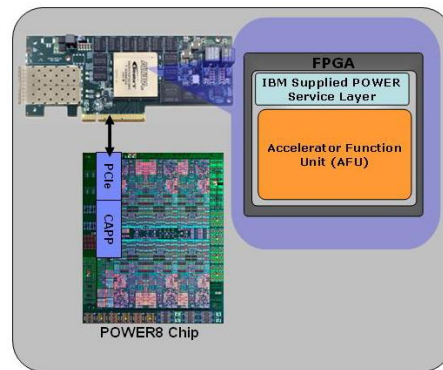 FPGA
IBM Supplied POWER
Service Layer
Accelerator Function
Unit (AFU)
PCIe
CAPP
POWER8 Chip